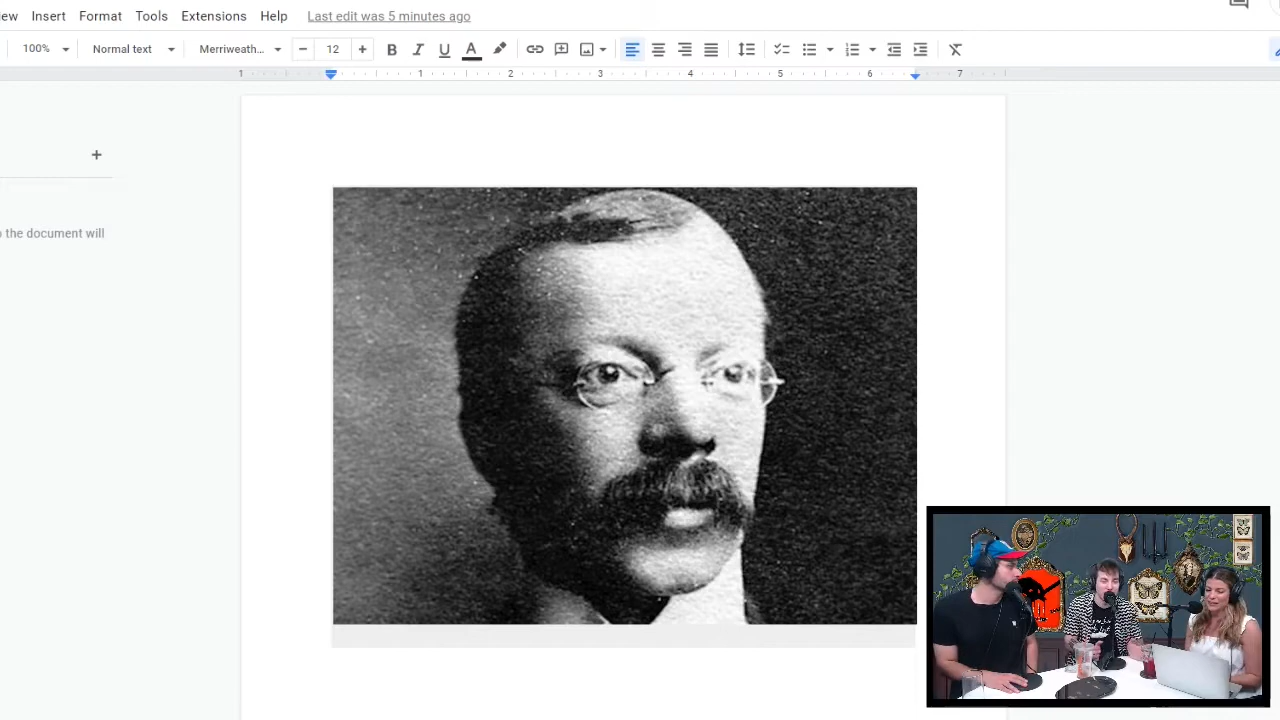 Insert Format Tools Extensions Help Last edit was 5 minutes ago
100% Normal text Merriweath... 12
1 1 2 3 4 5 6 7
the document will